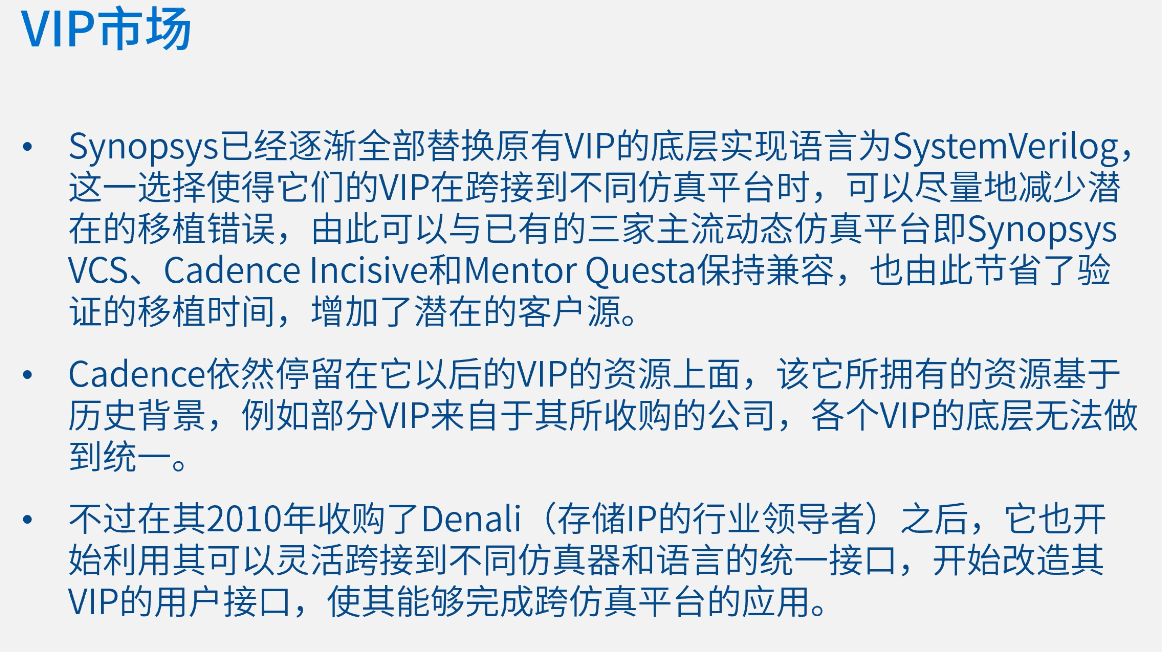 VIP市场
• Synopsys已经逐渐全部替换原有VIP的底层实现语言为SystemVerilog，
这一选择使得它们的VIP在跨接到不同仿真平台时，可以尽量地减少潜
在的移植错误，由此可以与已有的三家主流动态仿真平台即Synopsys
VCS、Cadence Incisive和Mentor Questa保持兼容，也由此节省了验
证的移植时间，增加了潜在的客户源。
• Cadence依然停留在它以后的VIP的资源上面，该它所拥有的资源基于
历史背景，例如部分VIP来自于其所收购的公司，各个VIP的底层无法做
到统一。
• 不过在其2010年收购了Denali（存储IP的行业领导者）之后，它也开
始利用其可以灵活跨接到不同仿真器和语言的统一接口，开始改造其
VIP的用户接口，使其能够完成跨仿真平台的应用。